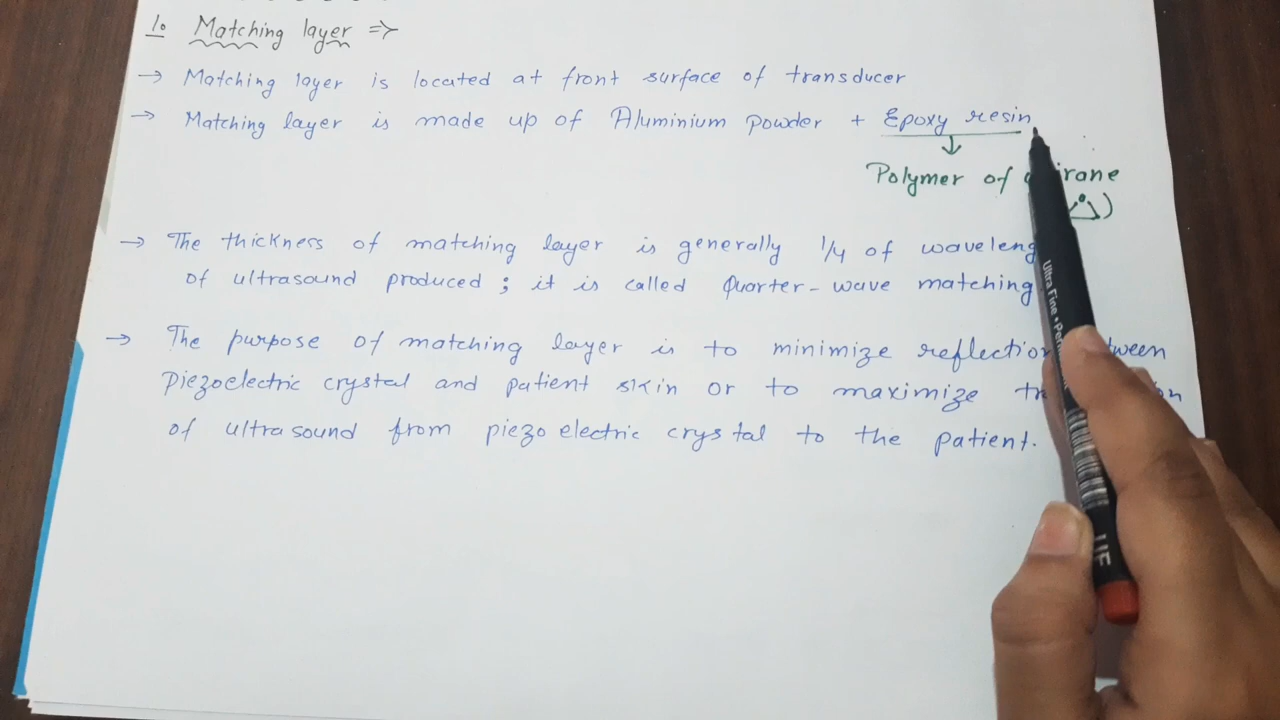 1. Matching layer =>
→ Matching layer is located at front surface of transducer
→ Matching layer is made up of Aluminium powder + Epoxy resin
↓
Polymer of
→ The thickness of matching layer is generally 1/4 of
of ultrasound produced ; it is called Quarter-wave matching
→ The purpose of matching layer is to minimize
piezoelectric crystal and patient skin or to maximize
of ultrasound from piezo electric crystal to the patient.
Ultra Fine •
UF